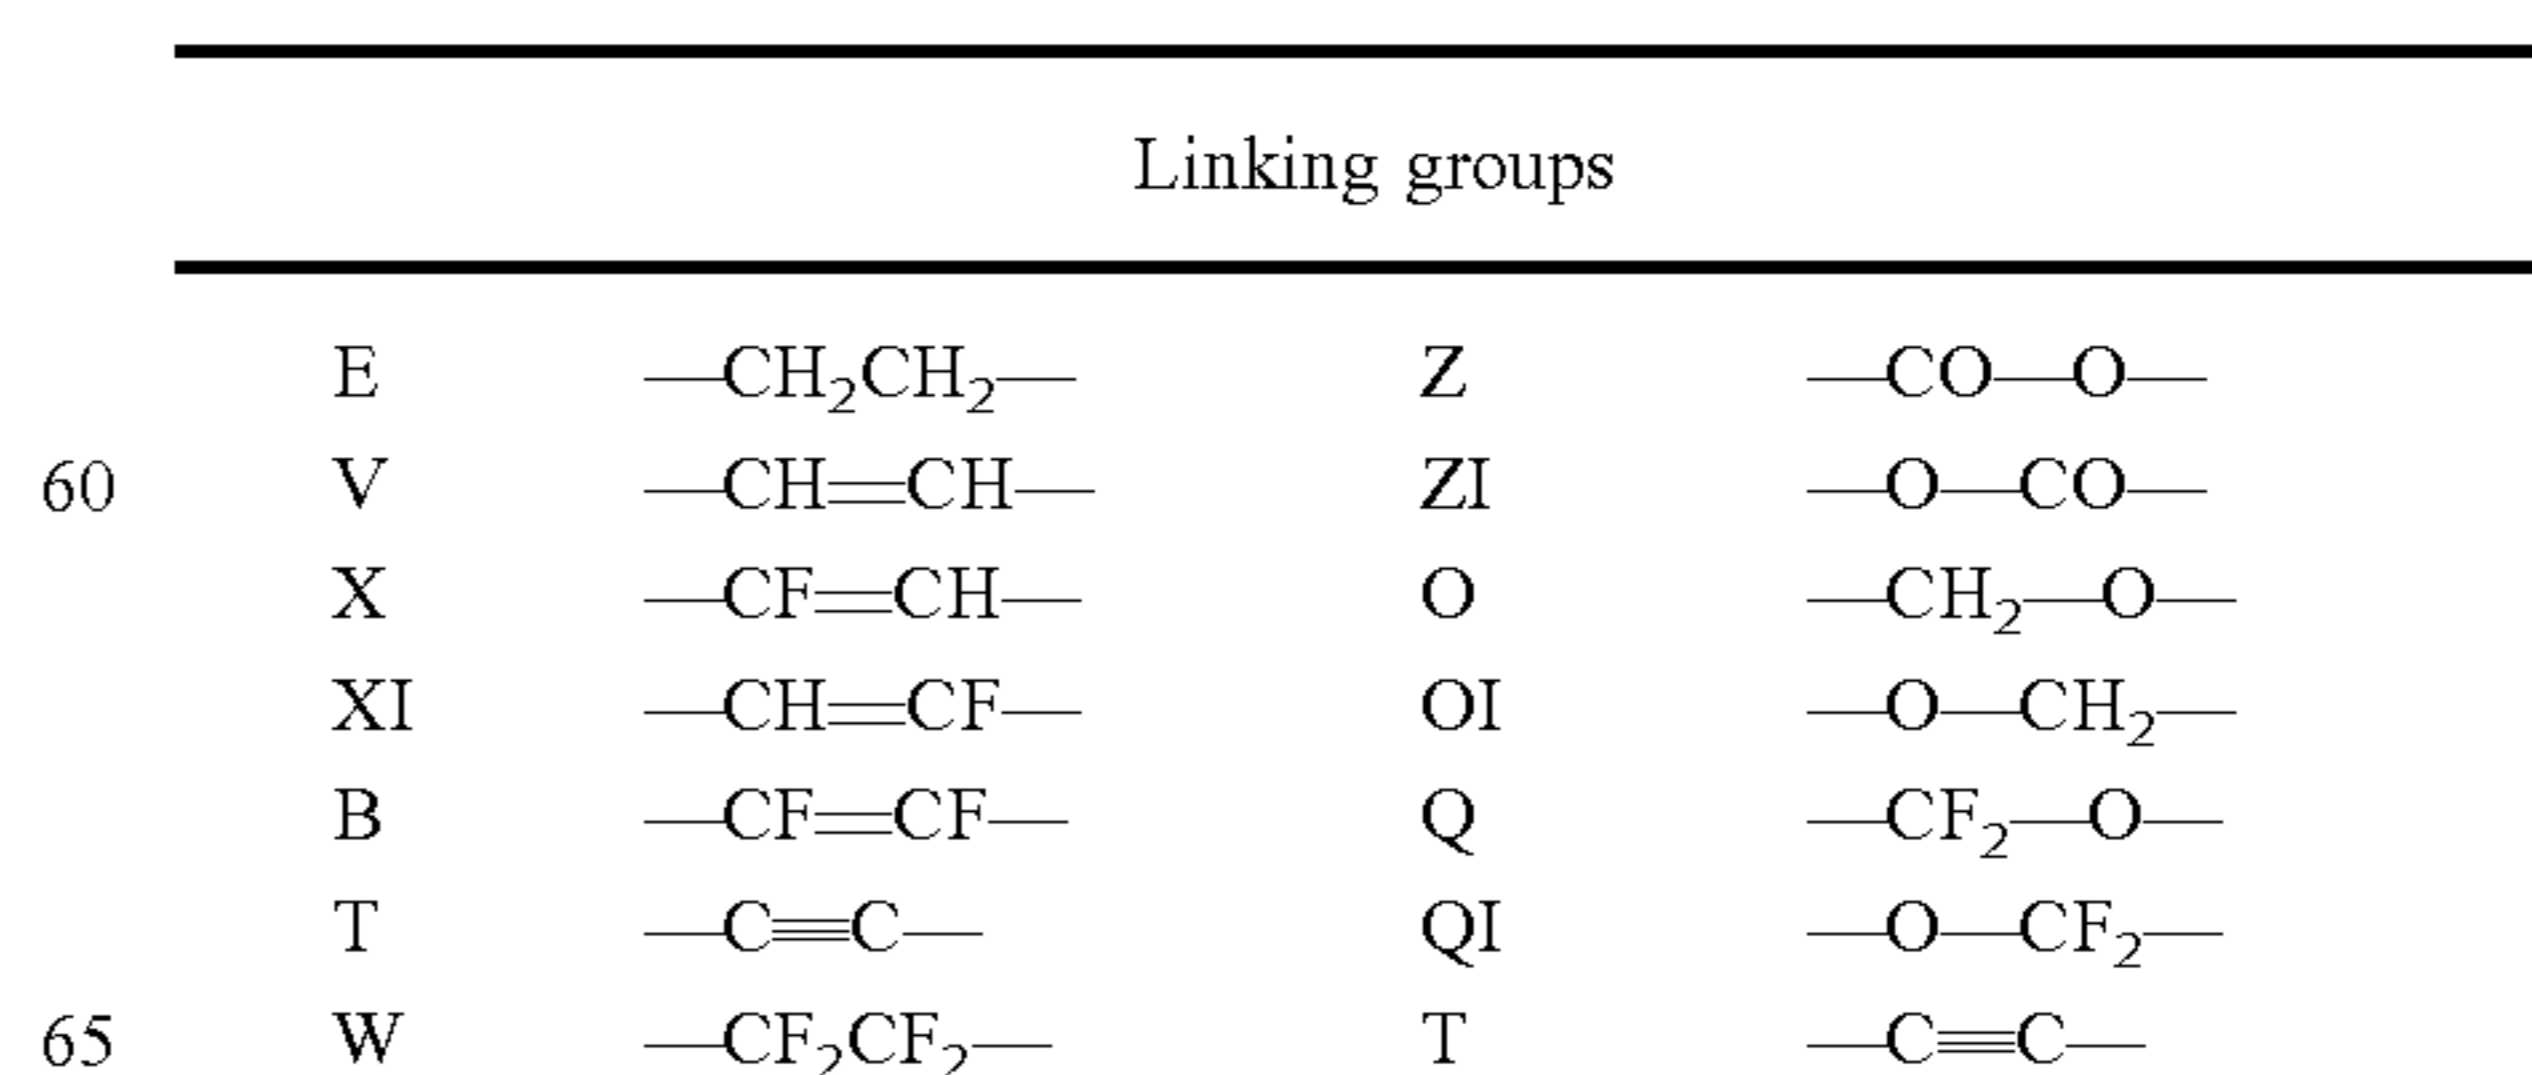 Linking groups
E —CH₂CH₂— Z —CO—O—
60 V —CH=CH— ZI —O—CO—
X —CF=CH— O —CH₂—O—
XI —CH=CF— OI —O—CH₂—
B —CF=CF— Q —CF₂—O—
T —C≡C— QI —O—CF₂—
65 W —CF₂CF₂— T —C≡C—